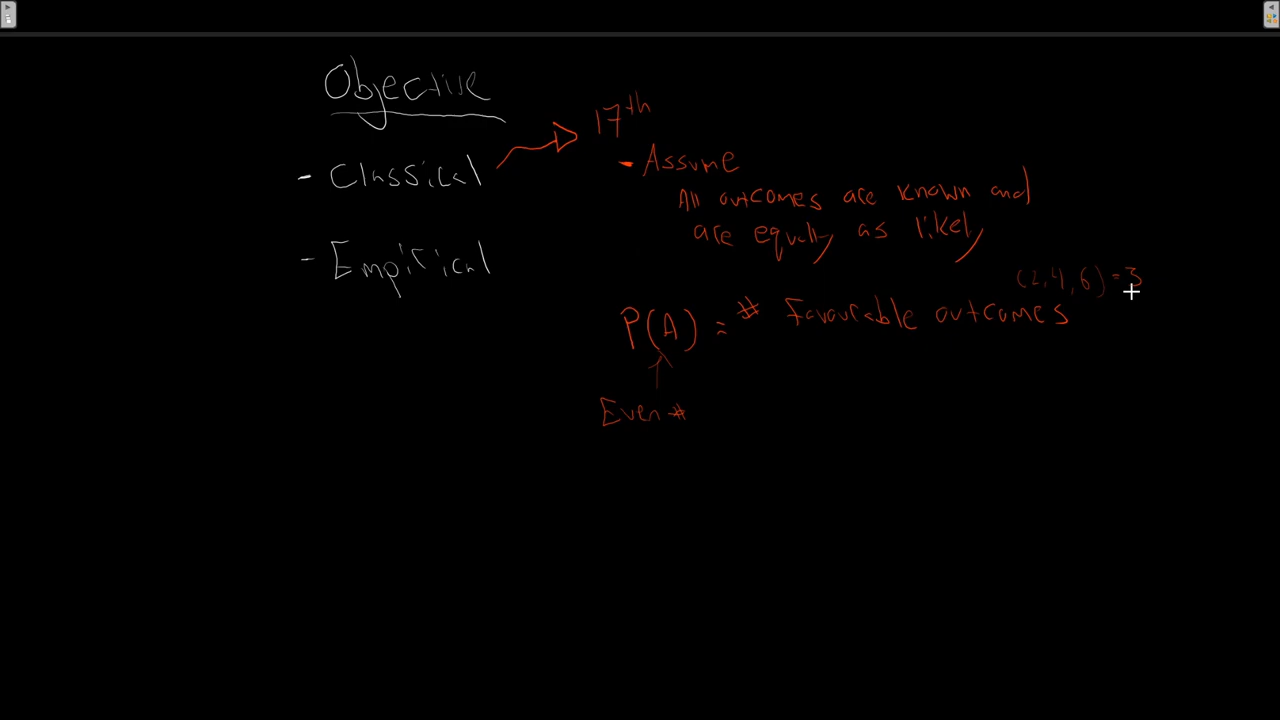 Objective
- Classical
- Empirical
17th
- Assume
All outcomes are known and
are equally as likely
(2,4,6) = 3
P(A) = # Favourable outcomes
Even #